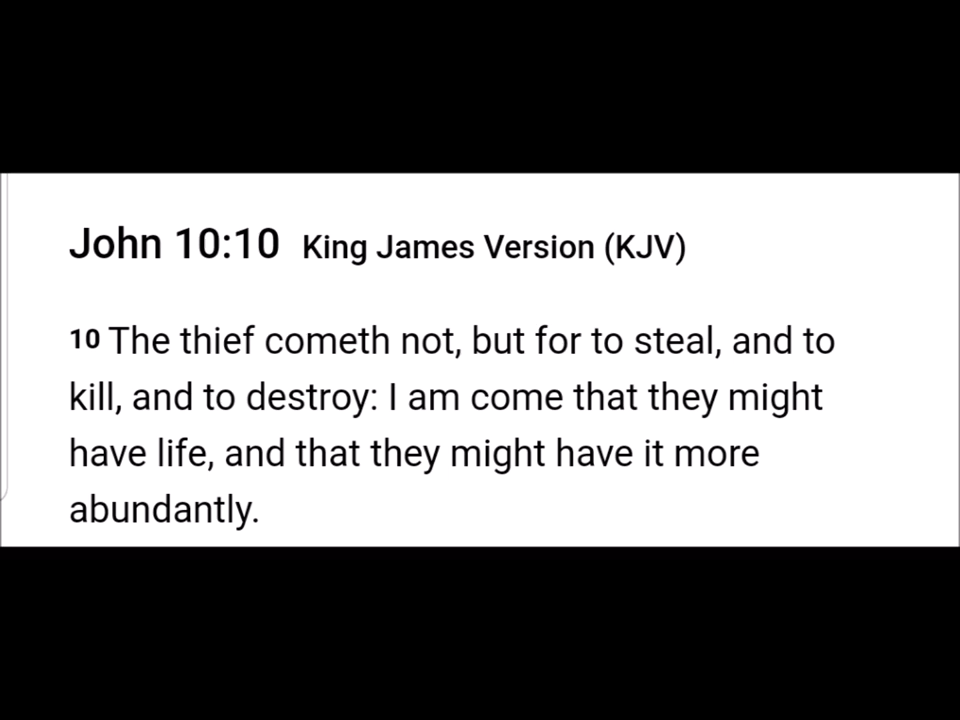 John 10:10 King James Version (KJV)
10 The thief cometh not, but for to steal, and to
kill, and to destroy: I am come that they might
have life, and that they might have it more
abundantly.